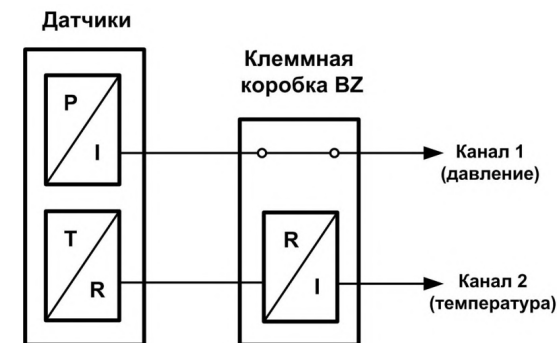 Датчики
Клеммная
коробка BZ
P
I
Канал 1
(давление)
T
R
R
I
Канал 2
(температура)